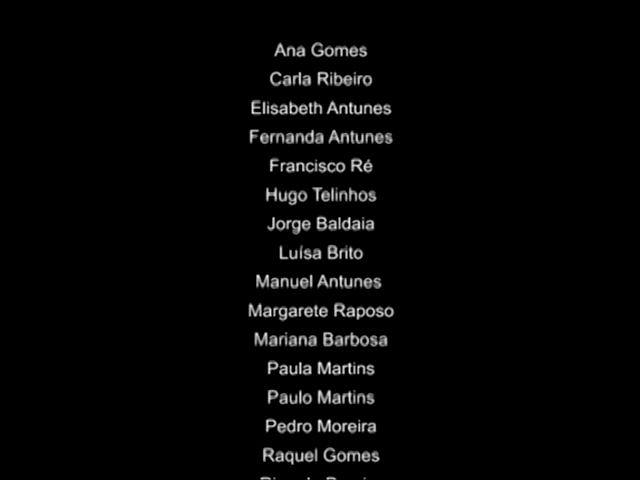 Ana Gomes
Carla Ribeiro
Elisabeth Antunes
Fernanda Antunes
Francisco Ré
Hugo Telinhos
Jorge Baldaia
Luísa Brito
Manuel Antunes
Margarete Raposo
Mariana Barbosa
Paula Martins
Paulo Martins
Pedro Moreira
Raquel Gomes